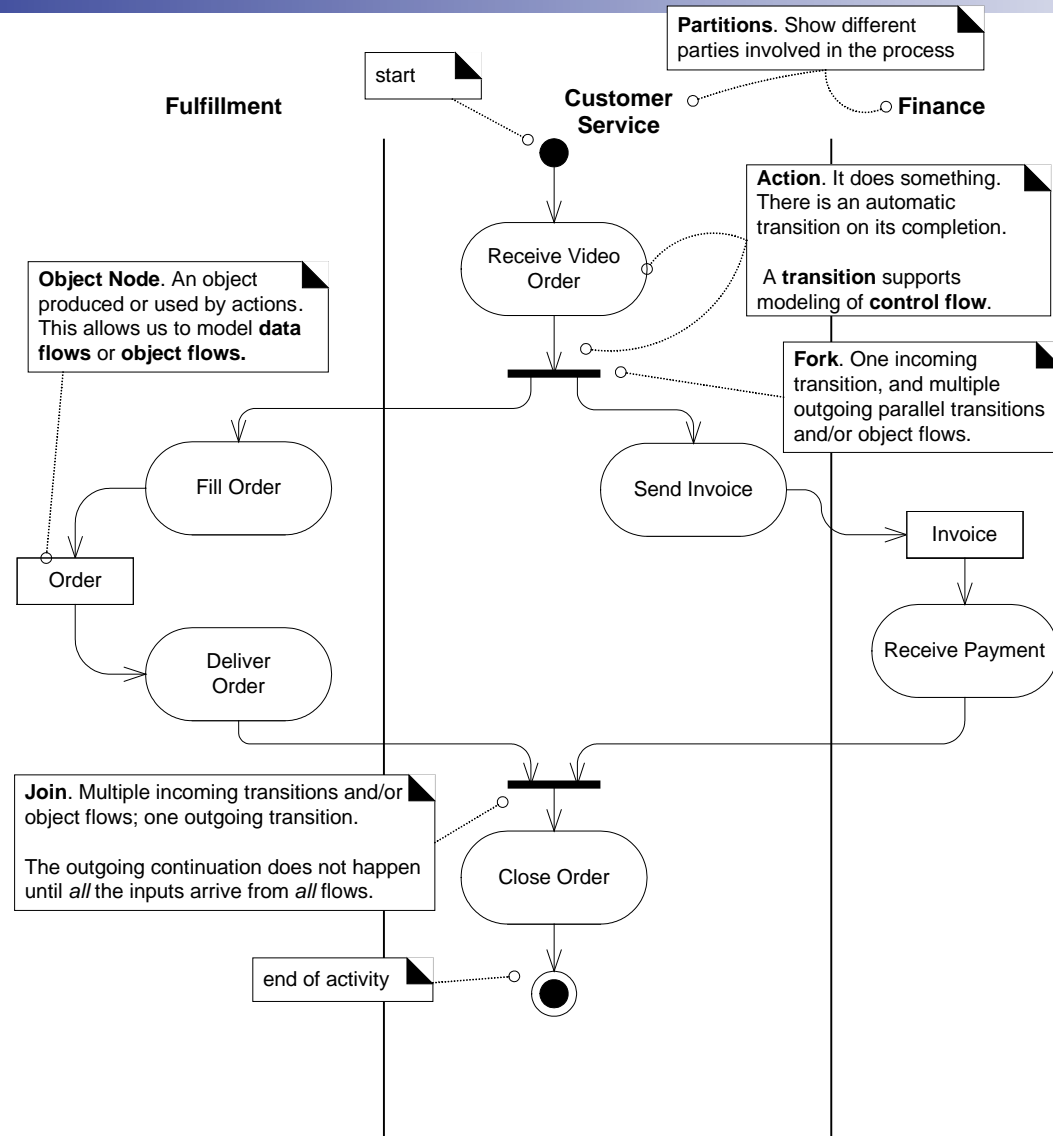 Partitions. Show different
parties involved in the process
start
Fulfillment
Customer
Service
Finance
Action. It does something.
There is an automatic
transition on its completion.
A transition supports
modeling of control flow.
Receive Video
Order
Object Node. An object
produced or used by actions.
This allows us to model data
flows or object flows.
Fork. One incoming
transition, and multiple
outgoing parallel transitions
and/or object flows.
Fill Order
Send Invoice
Invoice
Order
Deliver
Order
Receive Payment
Join. Multiple incoming transitions and/or
object flows; one outgoing transition.
The outgoing continuation does not happen
until all the inputs arrive from all flows.
Close Order
end of activity